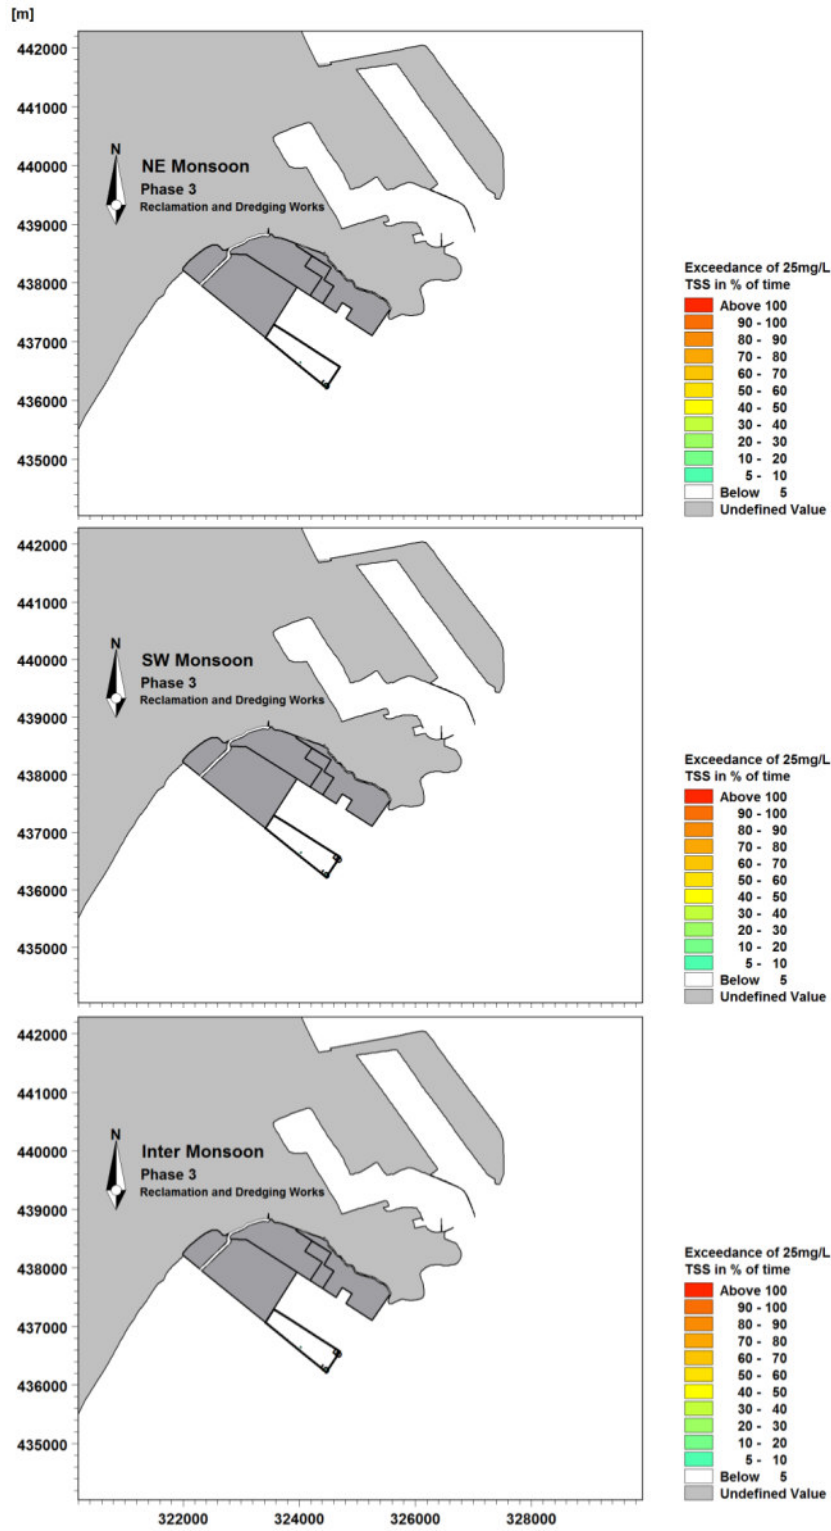 [m]
442000
441000
440000
439000
438000
437000
436000
435000
N
NE Monsoon
Phase 3
Reclamation and Dredging Works
Exceedance of 25mg/L
TSS in % of time
Above 100
90 - 100
80 - 90
70 - 80
60 - 70
50 - 60
40 - 50
30 - 40
20 - 30
10 - 20
5 - 10
Below 5
Undefined Value
442000
441000
440000
439000
438000
437000
436000
435000
N
SW Monsoon
Phase 3
Reclamation and Dredging Works
Exceedance of 25mg/L
TSS in % of time
Above 100
90 - 100
80 - 90
70 - 80
60 - 70
50 - 60
40 - 50
30 - 40
20 - 30
10 - 20
5 - 10
Below 5
Undefined Value
442000
441000
440000
439000
438000
437000
436000
435000
N
Inter Monsoon
Phase 3
Reclamation and Dredging Works
Exceedance of 25mg/L
TSS in % of time
Above 100
90 - 100
80 - 90
70 - 80
60 - 70
50 - 60
40 - 50
30 - 40
20 - 30
10 - 20
5 - 10
Below 5
Undefined Value
322000 324000 326000 328000